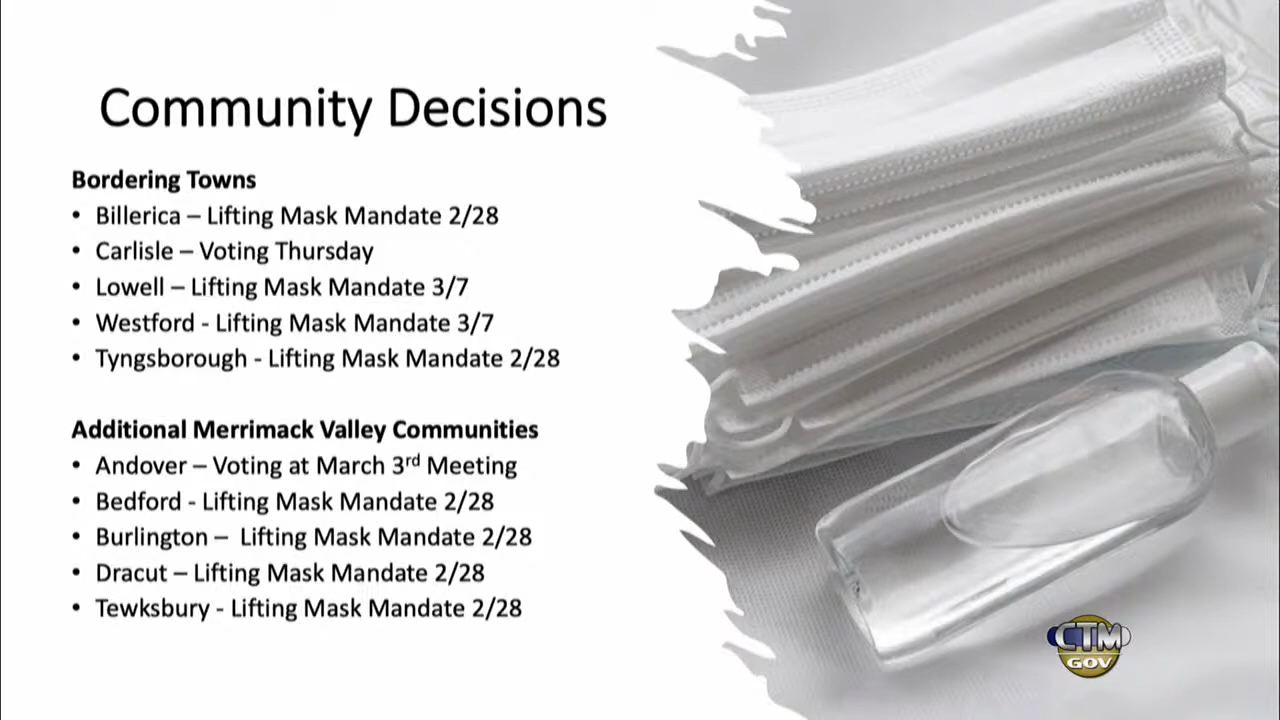 Community Decisions
Bordering Towns
• Billerica – Lifting Mask Mandate 2/28
• Carlisle – Voting Thursday
• Lowell – Lifting Mask Mandate 3/7
• Westford - Lifting Mask Mandate 3/7
• Tyngsborough - Lifting Mask Mandate 2/28
Additional Merrimack Valley Communities
• Andover – Voting at March 3rd Meeting
• Bedford - Lifting Mask Mandate 2/28
• Burlington –  Lifting Mask Mandate 2/28
• Dracut – Lifting Mask Mandate 2/28
• Tewksbury - Lifting Mask Mandate 2/28
CTM
GOV